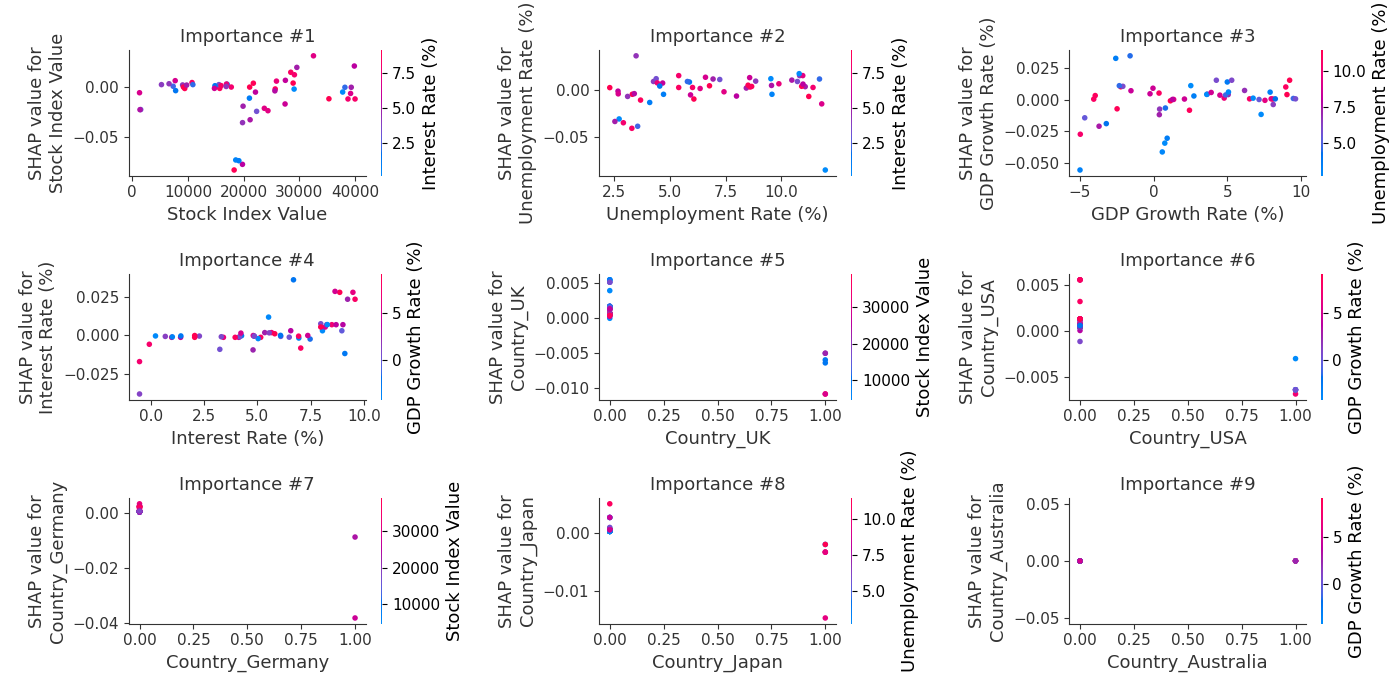 Importance #1
SHAP value for
Stock Index Value
0.00
−0.05
0
10000
20000
30000
40000
Stock Index Value
7.5
5.0
2.5
Interest Rate (%)
Importance #2
SHAP value for
Unemployment Rate (%)
0.00
−0.05
2.5
5.0
7.5
10.0
Unemployment Rate (%)
7.5
5.0
2.5
Interest Rate (%)
Importance #3
SHAP value for
GDP Growth Rate (%)
0.025
0.000
−0.025
−0.050
−5
0
5
10
GDP Growth Rate (%)
10.0
7.5
5.0
Unemployment Rate (%)
Importance #4
SHAP value for
Interest Rate (%)
0.025
0.000
−0.025
0.0
2.5
5.0
7.5
10.0
Interest Rate (%)
5
0
GDP Growth Rate (%)
Importance #5
SHAP value for
Country_UK
0.005
0.000
−0.005
−0.010
0.00
0.25
0.50
0.75
1.00
Country_UK
30000
20000
10000
Stock Index Value
Importance #6
SHAP value for
Country_USA
0.005
0.000
−0.005
0.00
0.25
0.50
0.75
1.00
Country_USA
5
0
GDP Growth Rate (%)
Importance #7
SHAP value for
Country_Germany
0.00
−0.02
−0.04
0.00
0.25
0.50
0.75
1.00
Country_Germany
30000
20000
10000
Stock Index Value
Importance #8
SHAP value for
Country_Japan
0.00
−0.01
0.00
0.25
0.50
0.75
1.00
Country_Japan
10.0
7.5
5.0
Unemployment Rate (%)
Importance #9
SHAP value for
Country_Australia
0.05
0.00
−0.05
0.00
0.25
0.50
0.75
1.00
Country_Australia
5
0
GDP Growth Rate (%)